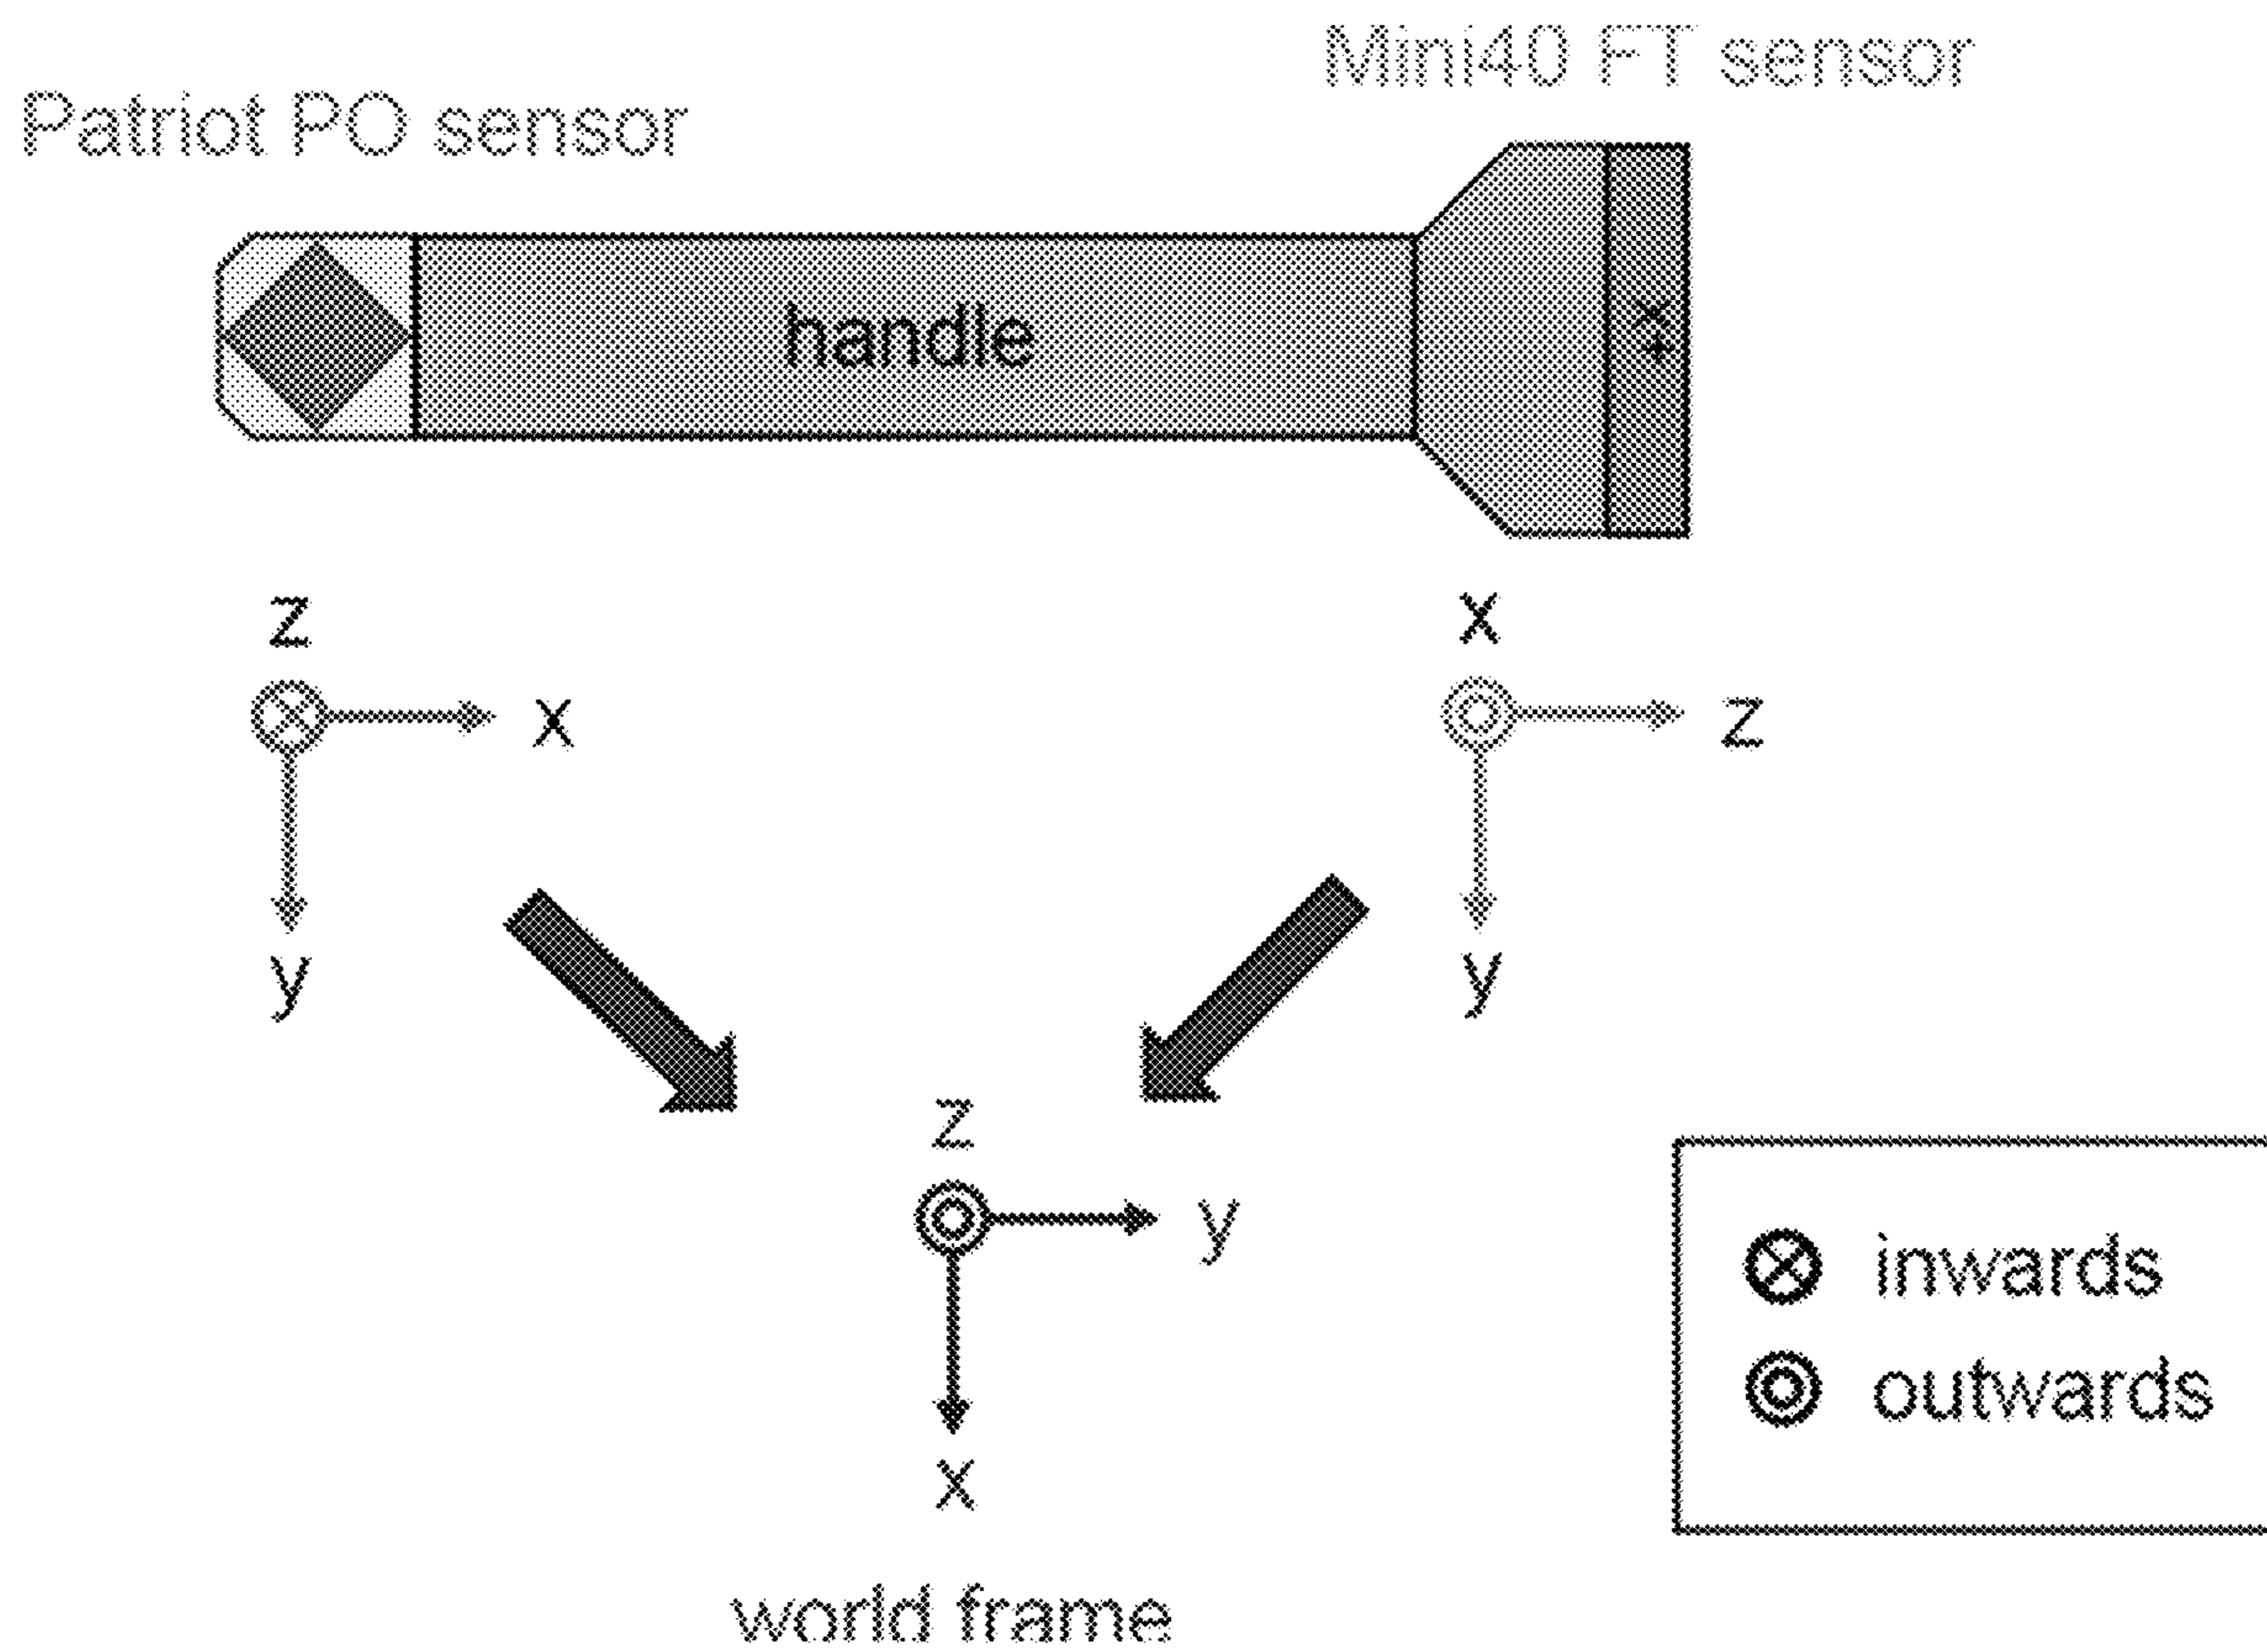 Mini40 FT sensor
Patriot PO sensor
handle
+x
z
x
y
x
z
y
z
y
x
world frame
inwards
outwards